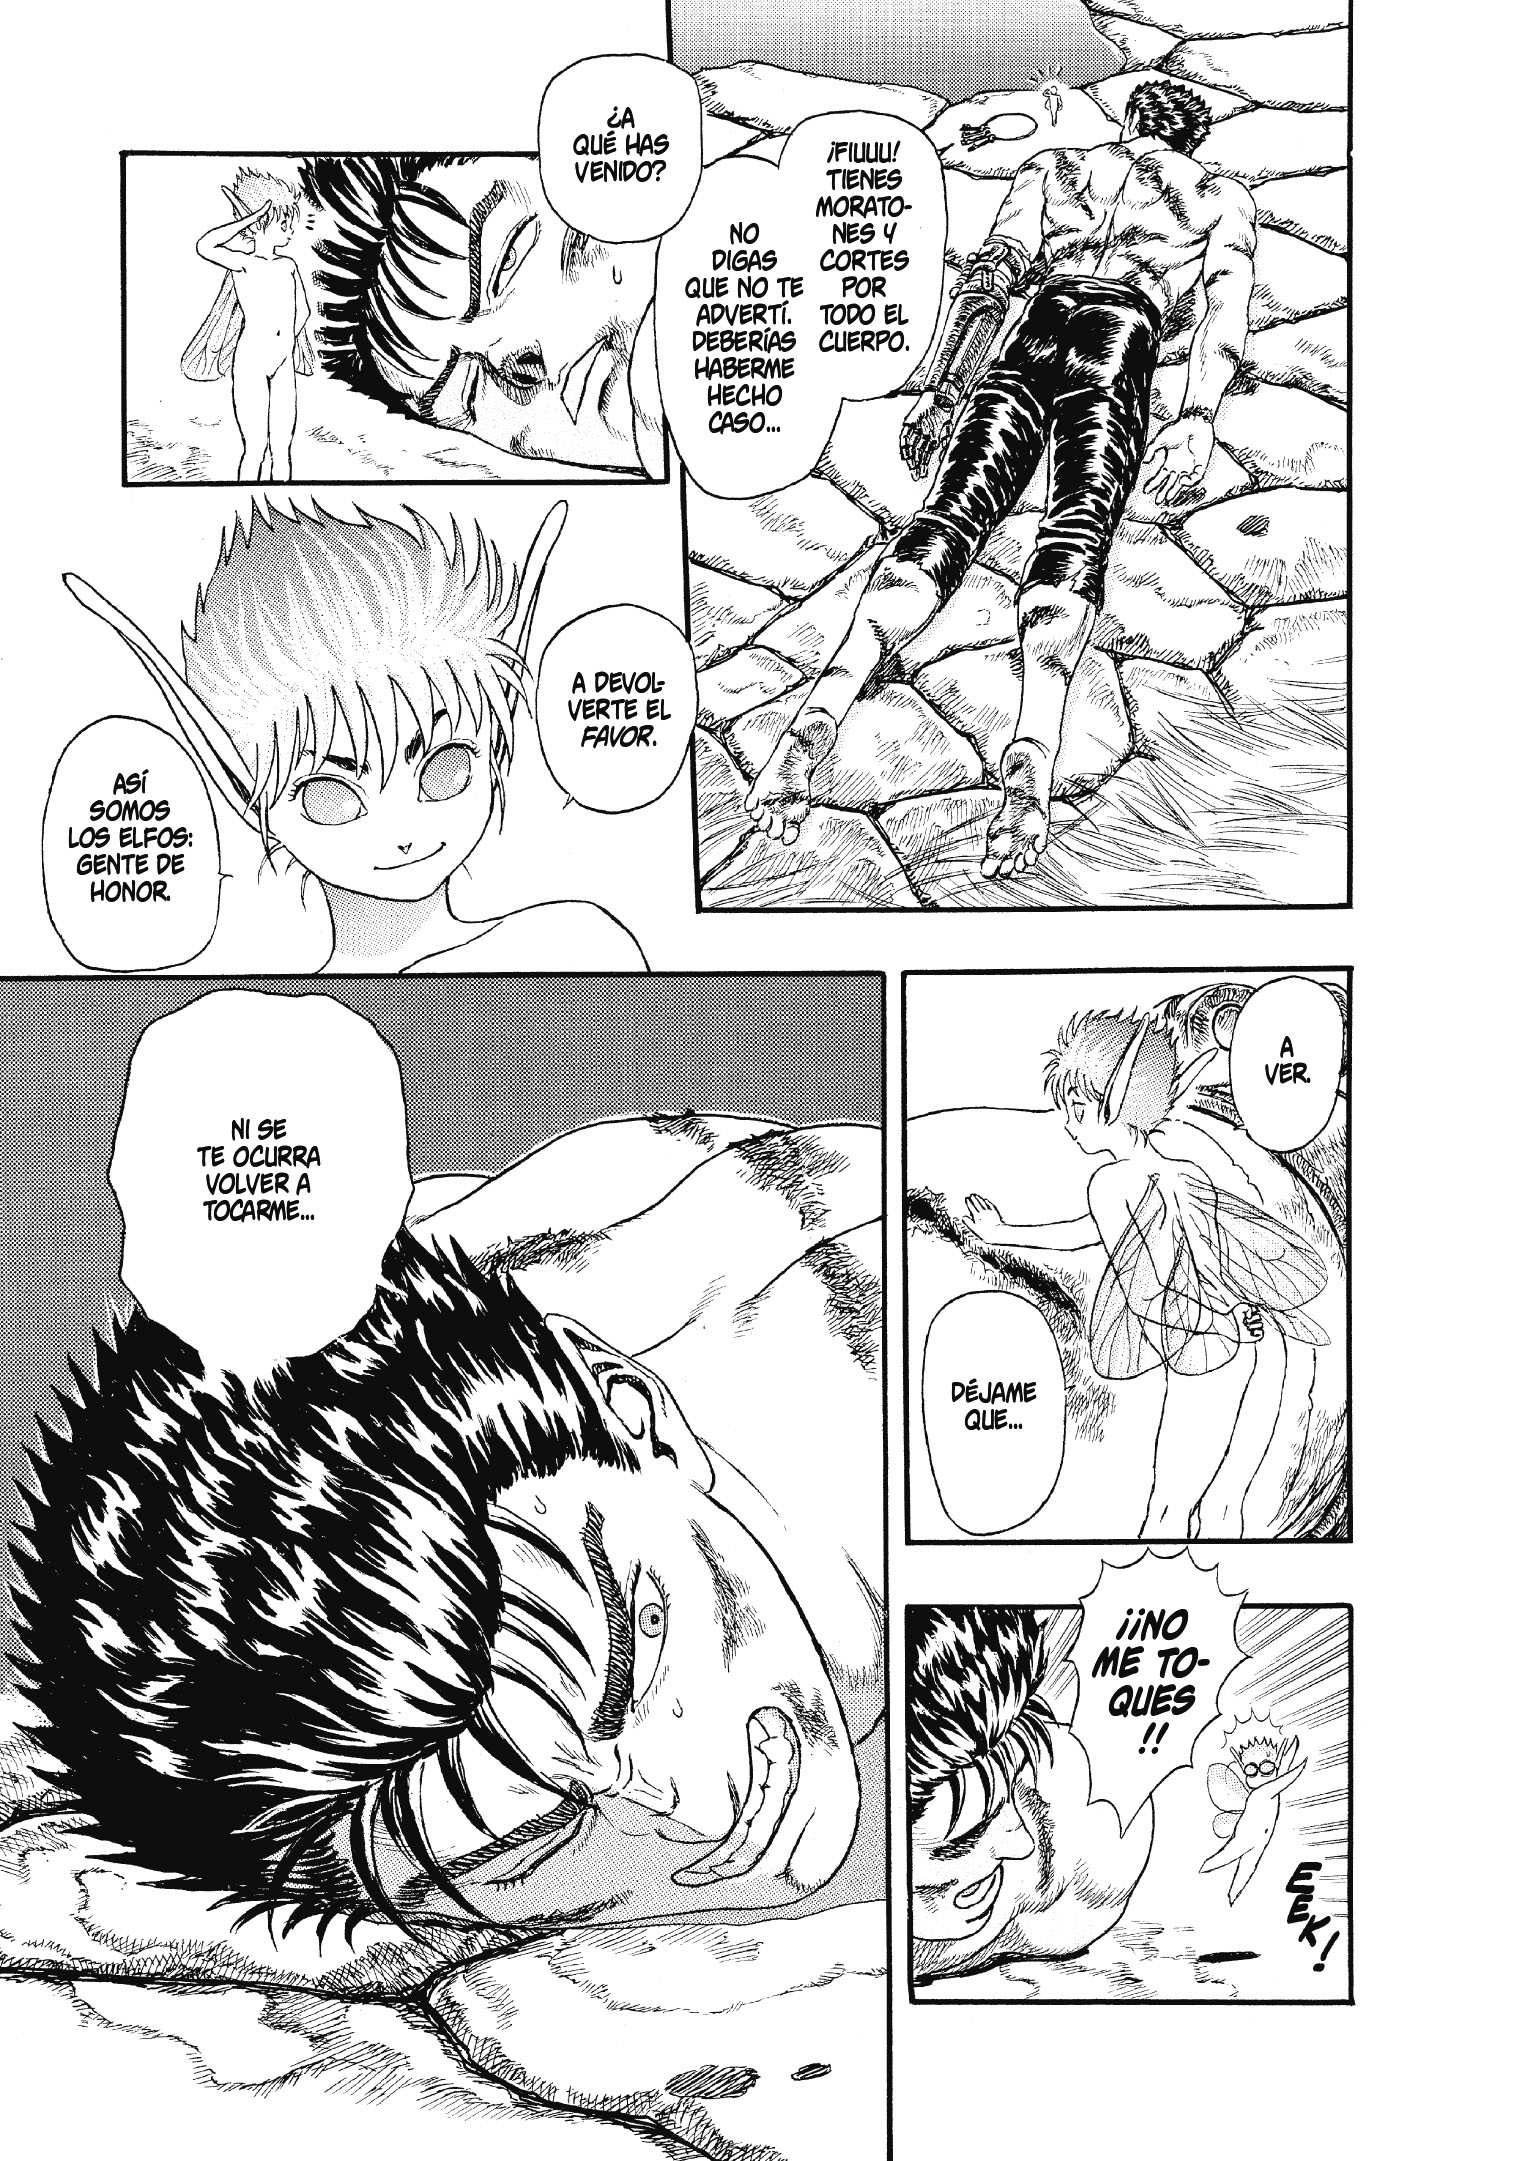 ¡FIUUU!
TIENES
MORATO-
NES Y
CORTES
POR
TODO EL
CUERPO.
NO
DIGAS
QUE NO TE
ADVERTÍ.
DEBERÍAS
HABERME
HECHO
CASO...
¿A
QUÉ HAS
VENIDO?
A DEVOL-
VERTE EL
FAVOR.
ASÍ
SOMOS
LOS ELFOS:
GENTE DE
HONOR.
A
VER.
DÉJAME
QUE...
¡¡NO
ME TO-
QUES
!!
EEK!
NI SE
TE OCURRA
VOLVER A
TOCARME...